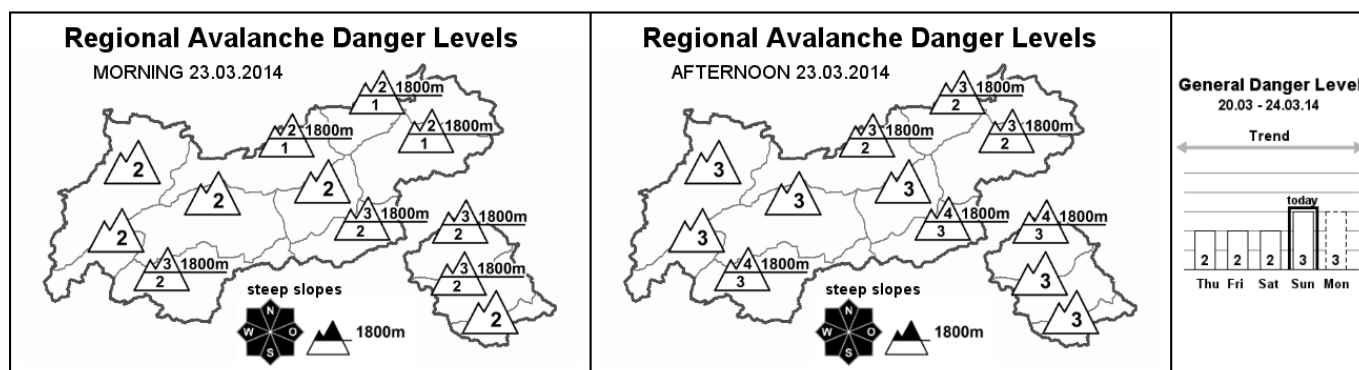 Regional Avalanche Danger Levels
MORNING 23.03.2014
2 1800m
1
2 1800m
1
2 1800m
1
2
2
2
2
3 1800m
2
3 1800m
2
3 1800m
2
3 1800m
2
2
steep slopes
N
W O
S
1800m
Regional Avalanche Danger Levels
AFTERNOON 23.03.2014
3 1800m
2
3 1800m
2
3 1800m
2
3
3
3
3
4 1800m
3
4 1800m
3
4 1800m
3
3
3
steep slopes
N
W O
S
1800m
General Danger Level
20.03 - 24.03.14
Trend
today
2 2 2 3 3
Thu Fri Sat Sun Mon